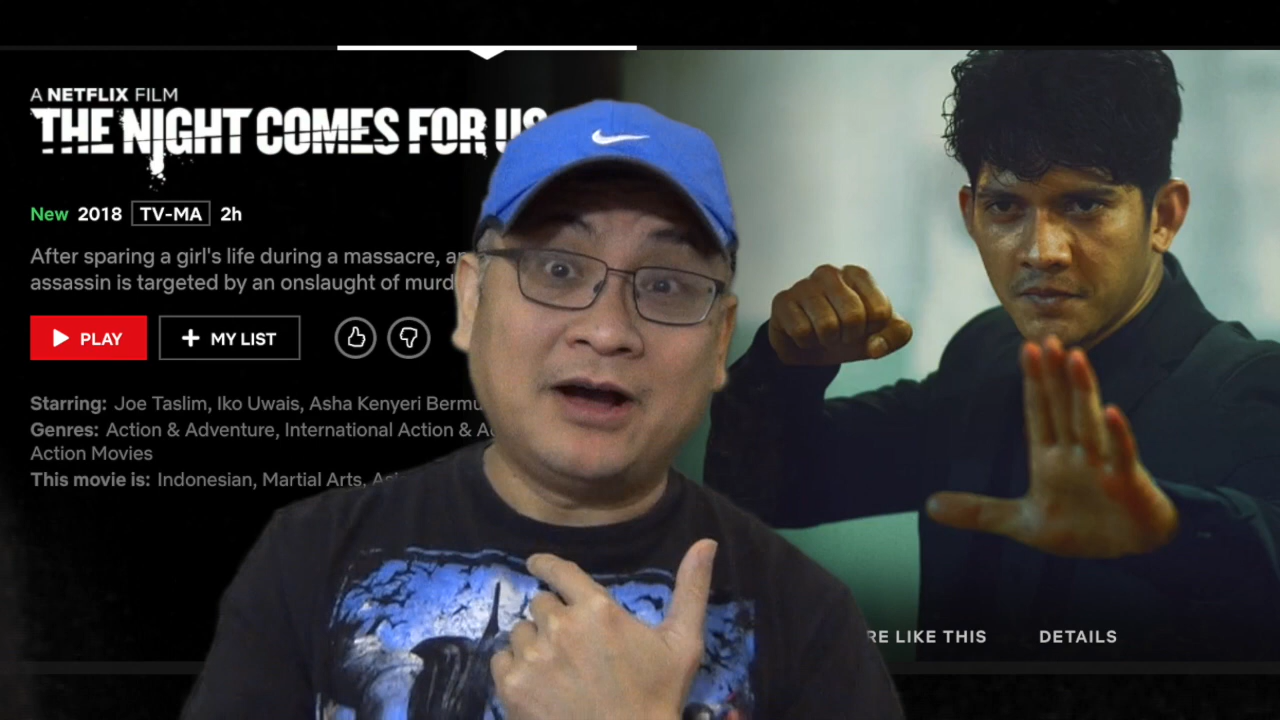 A NETFLIX FILM
THE NIGHT COMES FOR US
New 2018 TV-MA 2h
After sparing a girl's life during a massacre, an
assassin is targeted by an onslaught of murd
PLAY + MY LIST
Starring: Joe Taslim, Iko Uwais, Asha Kenyeri Bermu
Genres: Action & Adventure, International Action & A
Action Movies
This movie is: Indonesian, Martial Arts,
RE LIKE THIS DETAILS